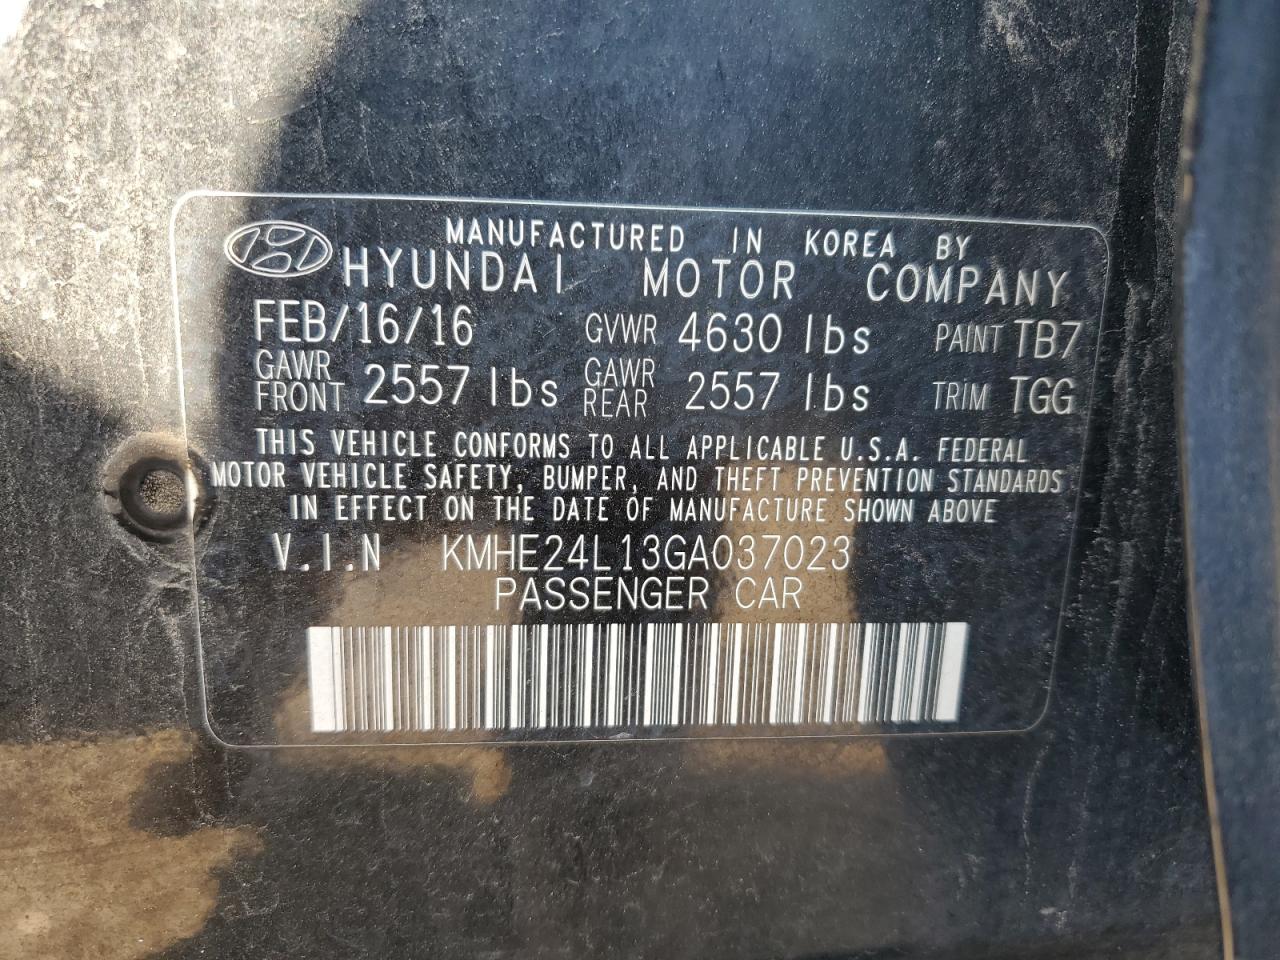 MANUFACTURED IN KOREA BY
HYUNDAI MOTOR COMPANY
FEB/16/16 GVWR 4630 lbs PAINT TB7
GAWR FRONT 2557 lbs GAWR REAR 2557 lbs TRIM TGG
THIS VEHICLE CONFORMS TO ALL APPLICABLE U.S.A. FEDERAL
MOTOR VEHICLE SAFETY, BUMPER, AND THEFT PREVENTION STANDARDS
IN EFFECT ON THE DATE OF MANUFACTURE SHOWN ABOVE
V.I.N KMHE24L13GA037023
PASSENGER CAR